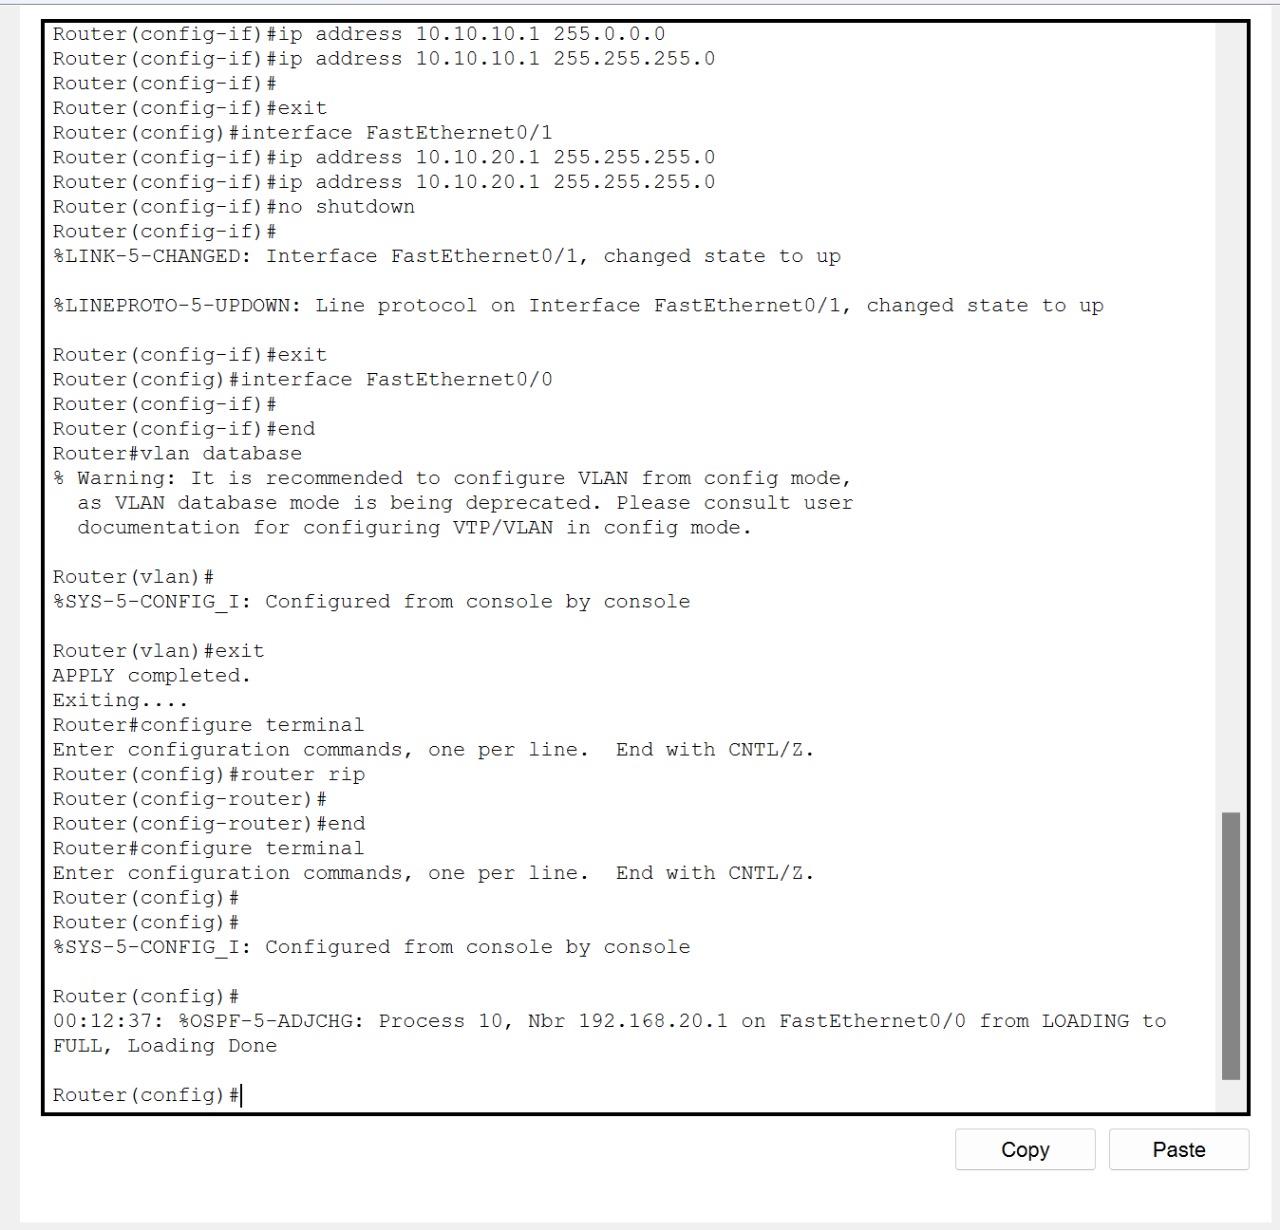 Router(config-if)#ip address 10.10.10.1 255.0.0.0
Router(config-if)#ip address 10.10.10.1 255.255.255.0
Router(config-if)#
Router(config-if)#exit
Router(config)#interface FastEthernet0/1
Router(config-if)#ip address 10.10.20.1 255.255.255.0
Router(config-if)#ip address 10.10.20.1 255.255.255.0
Router(config-if)#no shutdown
Router(config-if)#
%LINK-5-CHANGED: Interface FastEthernet0/1, changed state to up
%LINEPROTO-5-UPDOWN: Line protocol on Interface FastEthernet0/1, changed state to up
Router(config-if)#exit
Router(config)#interface FastEthernet0/0
Router(config-if)#
Router(config-if)#end
Router#vlan database
% Warning: It is recommended to configure VLAN from config mode,
as VLAN database mode is being deprecated. Please consult user
documentation for configuring VTP/VLAN in config mode.
Router(vlan)#
%SYS-5-CONFIG_I: Configured from console by console
Router(vlan)#exit
APPLY completed.
Exiting....
Router#configure terminal
Enter configuration commands, one per line.  End with CNTL/Z.
Router(config)#router rip
Router(config-router)#
Router(config-router)#end
Router#configure terminal
Enter configuration commands, one per line.  End with CNTL/Z.
Router(config)#
Router(config)#
%SYS-5-CONFIG_I: Configured from console by console
Router(config)#
00:12:37: %OSPF-5-ADJCHG: Process 10, Nbr 192.168.20.1 on FastEthernet0/0 from LOADING to
FULL, Loading Done
Router(config)#
Copy
Paste